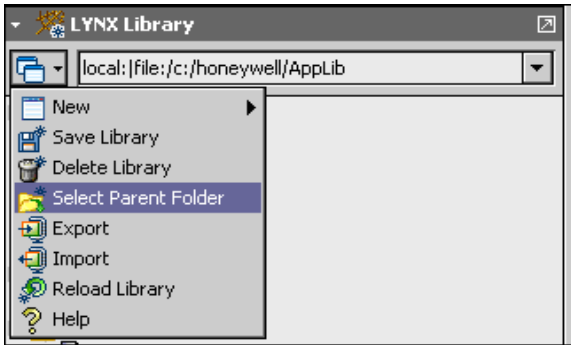 LYNX Library
local:|file:/c:/honeywell/AppLib
New
Save Library
Delete Library
Select Parent Folder
Export
Import
Reload Library
Help